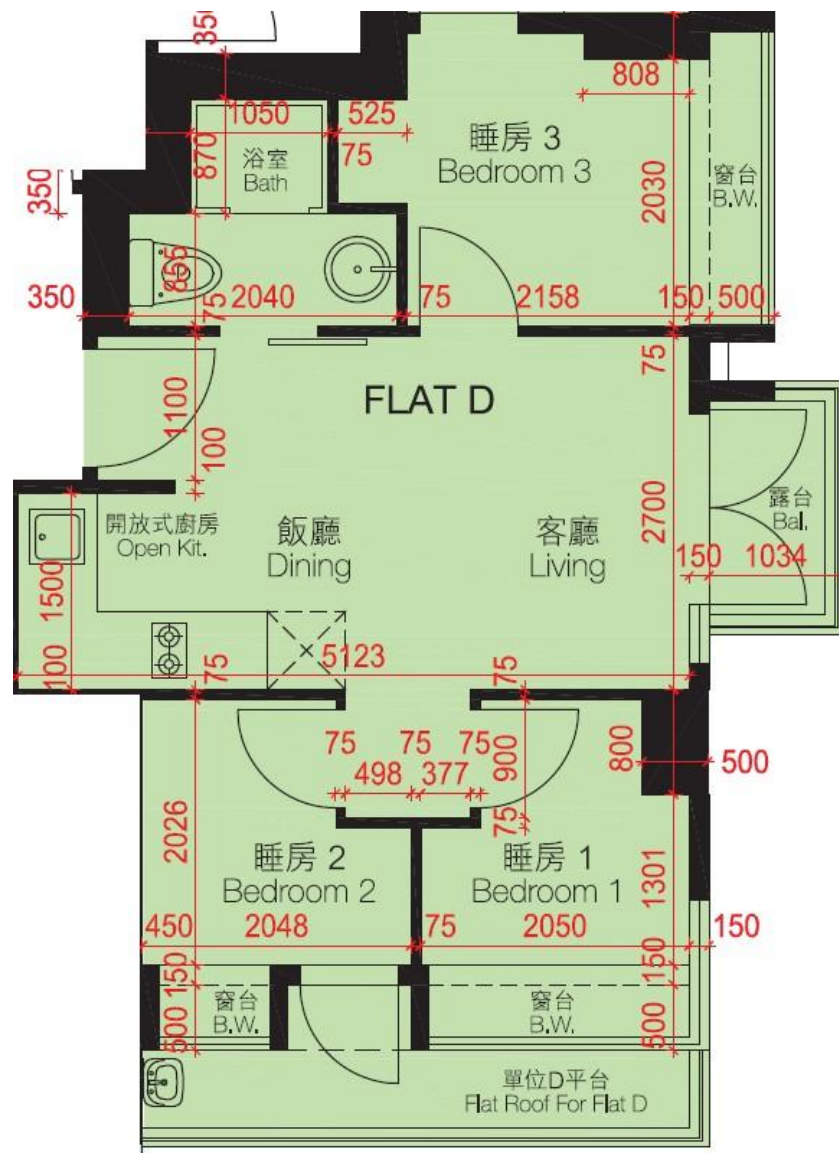 350
808
1050
525
睡房 3
Bedroom 3
870
浴室
Bath
75
2030
窗台
B.W.
350
855
350
75
2040
75
2158
150
500
75
FLAT D
1100
100
2700
開放式廚房
Open Kit.
飯廳
Dining
客廳
Living
露台
Bal.
150
1034
1500
100
75
5123
75
75
75
75
498
377
900
800
500
75
2026
睡房 2
Bedroom 2
睡房 1
Bedroom 1
1301
450
2048
75
2050
150
150
150
窗台
B.W.
窗台
B.W.
500
500
單位D平台
Flat Roof For Flat D